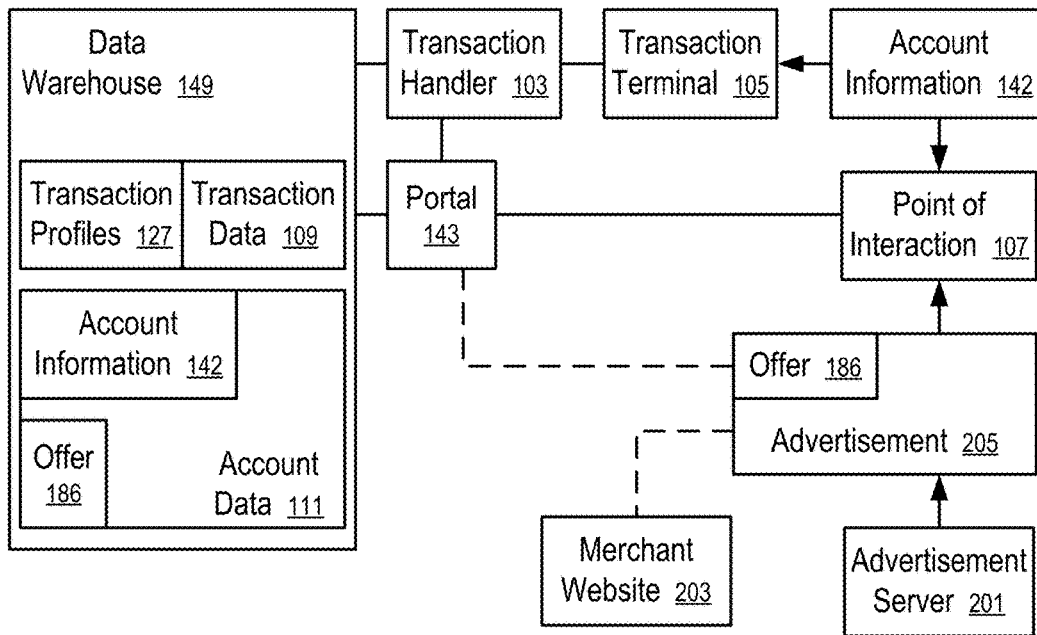 Data
Warehouse 149
Transaction
Handler 103
Transaction
Terminal 105
Account
Information 142
Transaction
Profiles 127
Transaction
Data 109
Portal
143
Point of
Interaction 107
Account
Information 142
Offer
186
Account
Data 111
Offer 186
Advertisement 205
Merchant
Website 203
Advertisement
Server 201